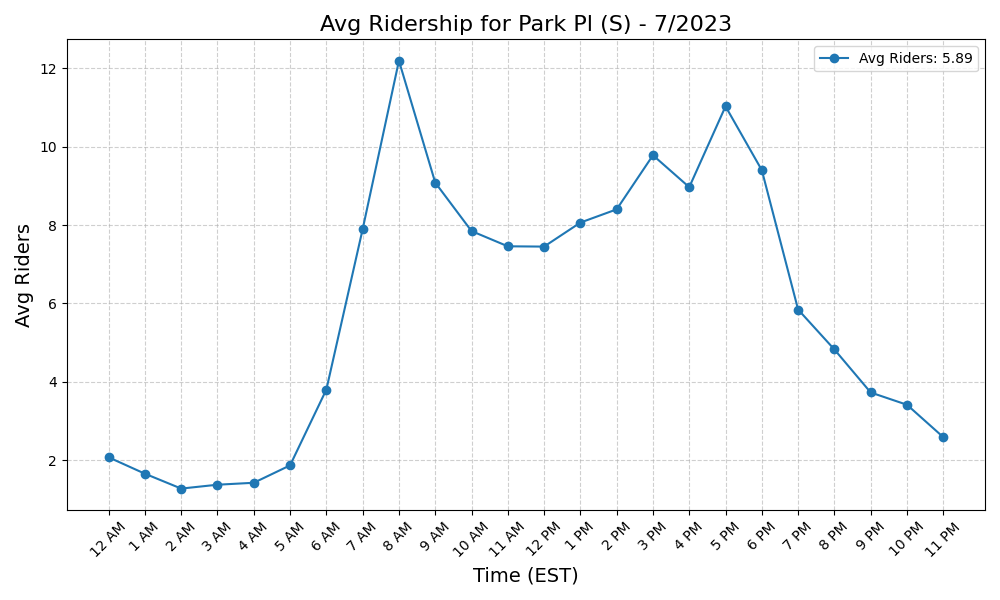 Avg Ridership for Park Pl (S) - 7/2023
Avg Riders: 5.89
Avg Riders
12
10
8
6
4
2
12 AM
1 AM
2 AM
3 AM
4 AM
5 AM
6 AM
7 AM
8 AM
9 AM
10 AM
11 AM
12 PM
1 PM
2 PM
3 PM
4 PM
5 PM
6 PM
7 PM
8 PM
9 PM
10 PM
11 PM
Time (EST)